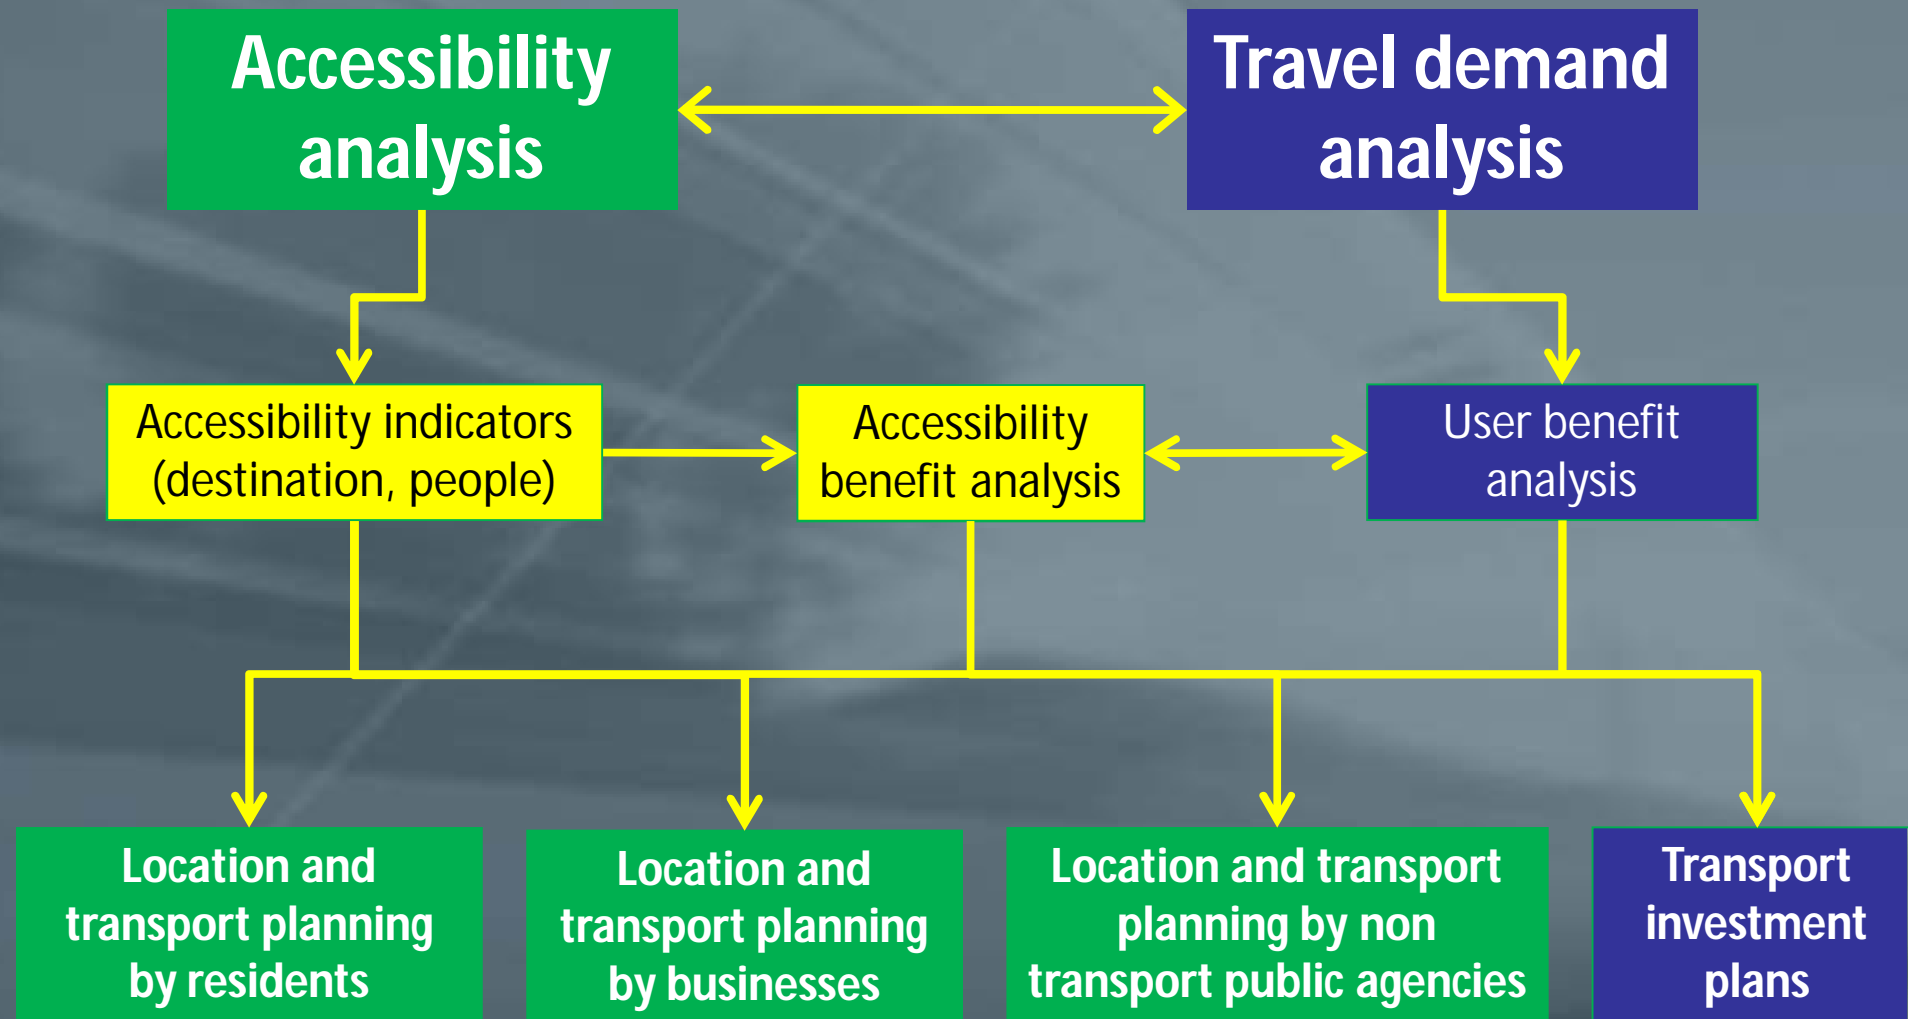 Accessibility
analysis
Travel demand
analysis
Accessibility indicators
(destination, people)
Accessibility
benefit analysis
User benefit
analysis
Location and
transport planning
by residents
Location and
transport planning
by businesses
Location and transport
planning by non
transport public agencies
Transport
investment
plans